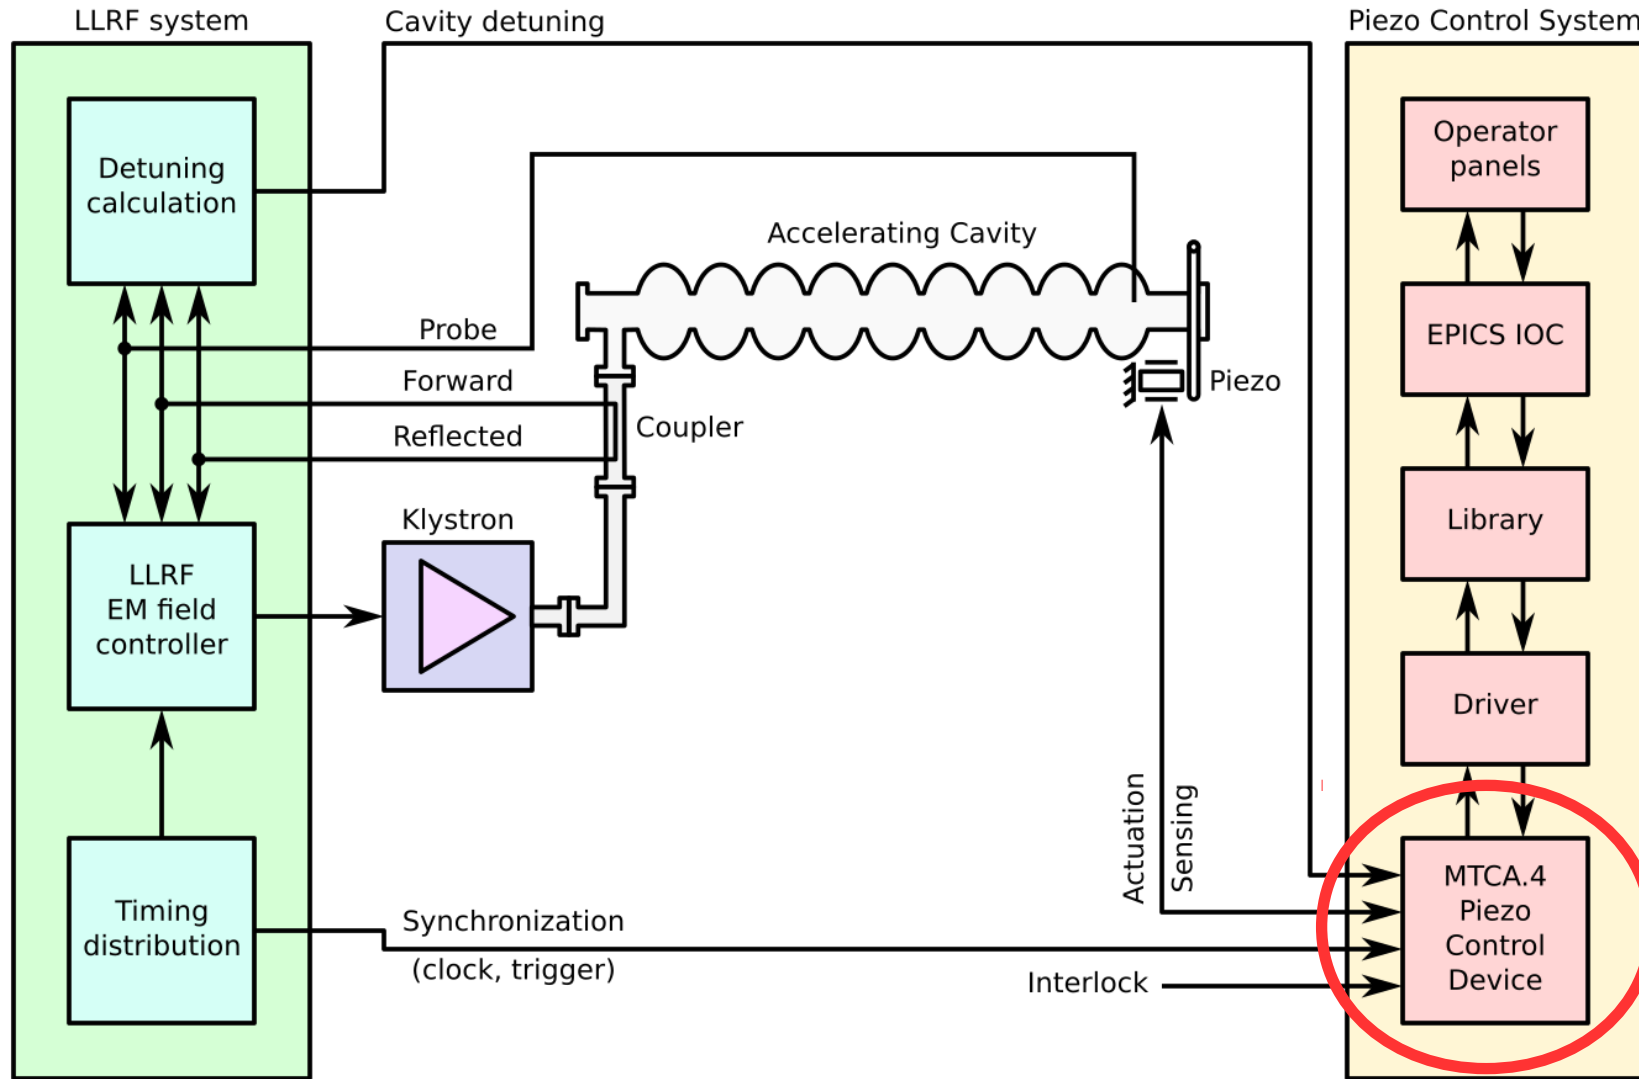 LLRF system
Cavity detuning
Piezo Control System
Detuning
calculation
Operator
panels
Accelerating Cavity
Probe
EPICS IOC
Forward
Piezo
Reflected
Coupler
Klystron
Library
LLRF
EM field
controller
Driver
Actuation
Sensing
Timing
distribution
Synchronization
(clock, trigger)
Interlock
MTCA.4
Piezo
Control
Device